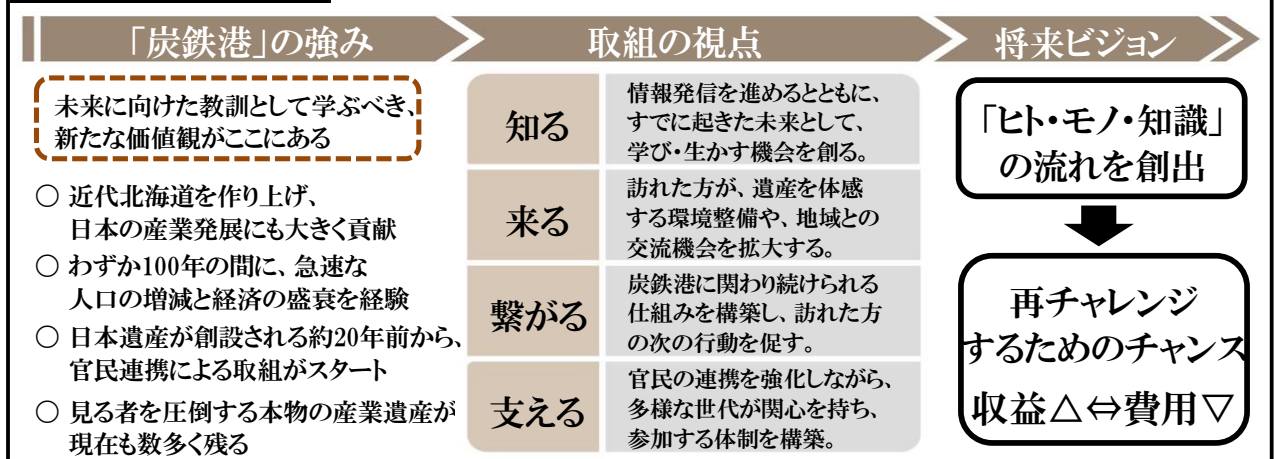 「炭鉄港」の強み
取組の視点
将来ビジョン
未来に向けた教訓として学ぶべき、
新たな価値観がここにある
○ 近代北海道を作り上げ、
日本の産業発展にも大きく貢献
○ わずか100年の間に、急速な
人口の増減と経済の盛衰を経験
○ 日本遺産が創設される約20年前から、
官民連携による取組がスタート
○ 見る者を圧倒する本物の産業遺産が
現在も数多く残る
知る
情報発信を進めるとともに、
すでに起きた未来として、
学び・生かす機会を創る。
来る
訪れた方が、遺産を体感
する環境整備や、地域との
交流機会を拡大する。
繋がる
炭鉄港に関わり続けられる
仕組みを構築し、訪れた方
の次の行動を促す。
支える
官民の連携を強化しながら、
多様な世代が関心を持ち、
参加する体制を構築。
「ヒト・モノ・知識」
の流れを創出
再チャレンジ
するためのチャンス
収益△⇔費用▽